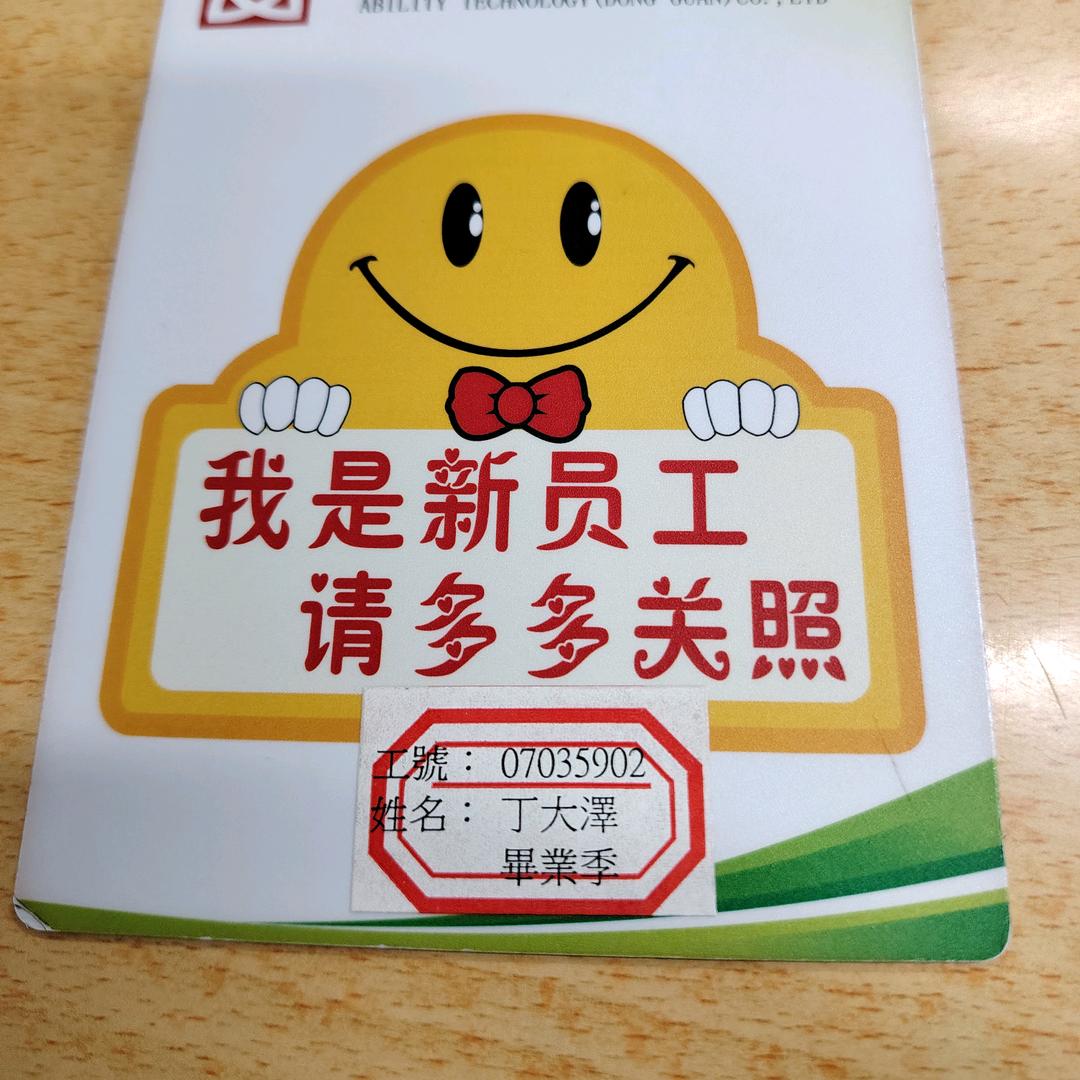 ABILITY TECHNOLOGY(DONG GUAN)CO.,LTD
我是新员工
请多多关照
工號： 07035902
姓名： 丁大澤
畢業季